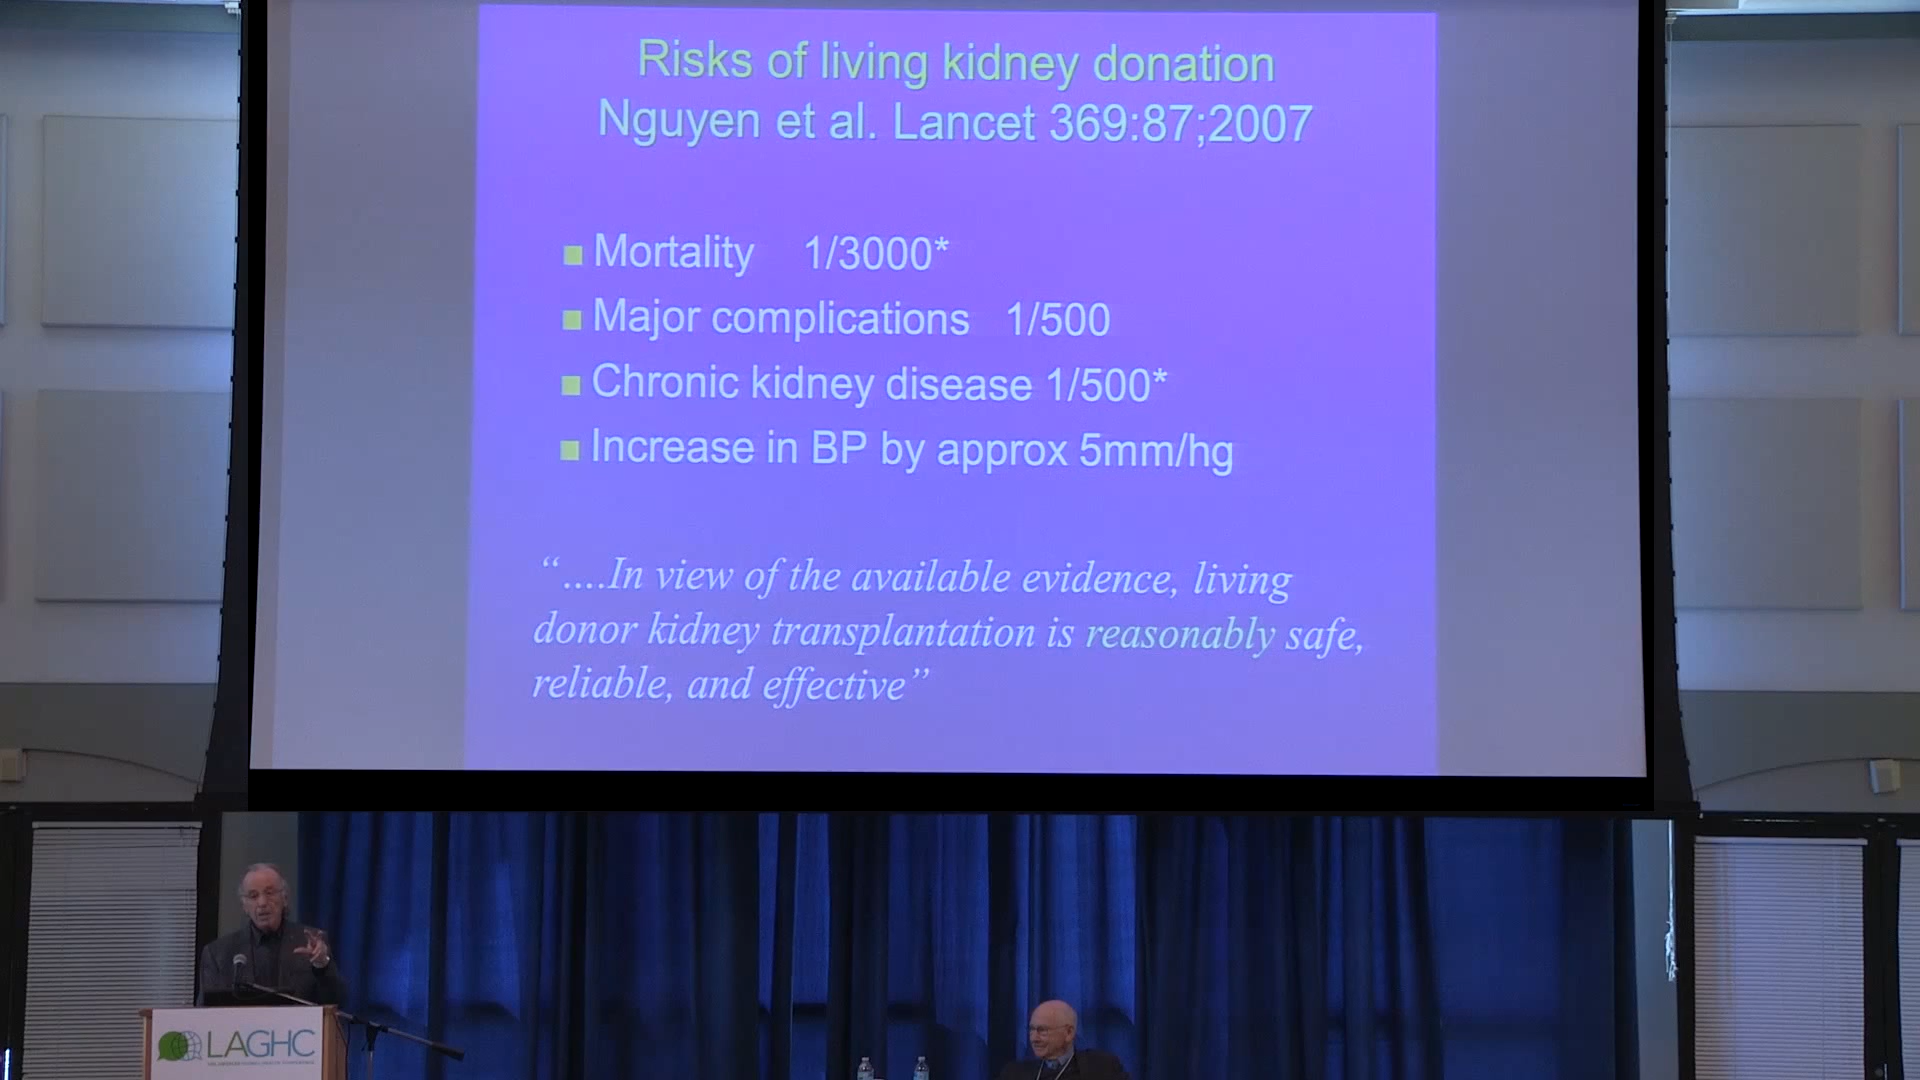 Risks of living kidney donation
Nguyen et al. Lancet 369:87;2007
Mortality 1/3000*
Major complications 1/500
Chronic kidney disease 1/500*
Increase in BP by approx 5mm/hg
“....In view of the available evidence, living
donor kidney transplantation is reasonably safe,
reliable, and effective”
LAGHC